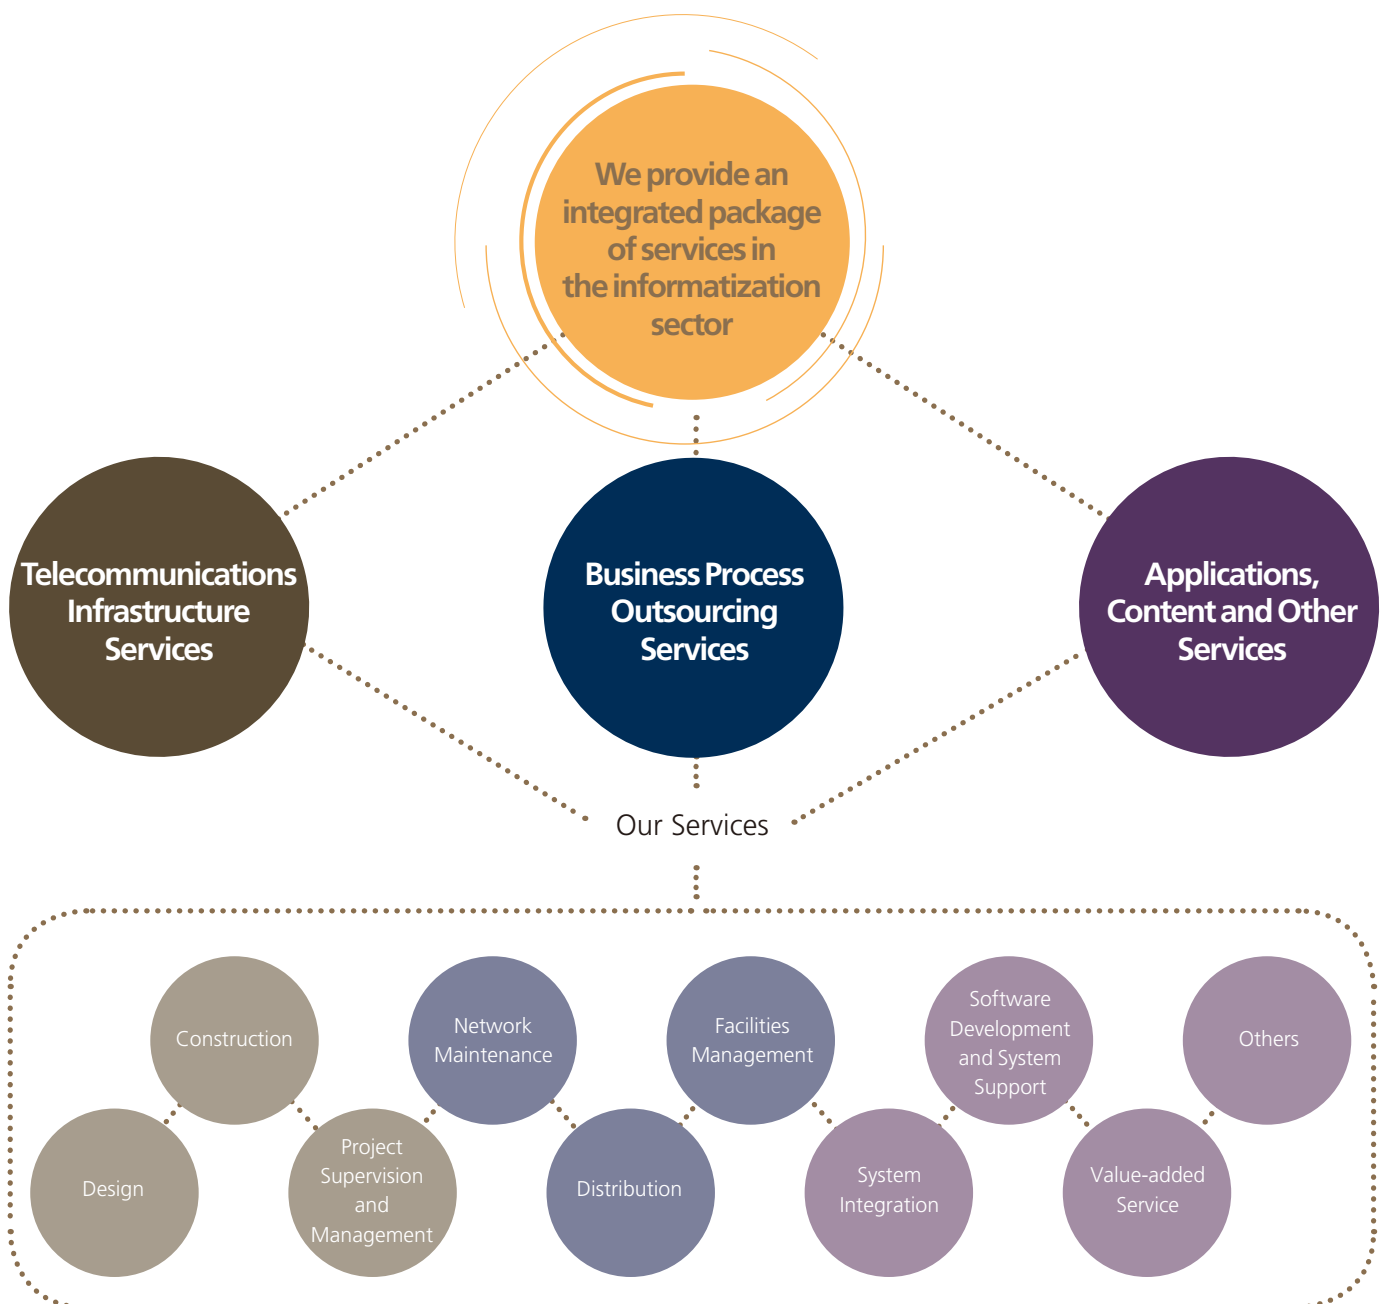 We provide an
integrated package
of services in
the informatization
sector
Telecommunications
Infrastructure
Services
Business Process
Outsourcing
Services
Applications,
Content and Other
Services
Our Services
Design
Construction
Project
Supervision
and
Management
Network
Maintenance
Distribution
Facilities
Management
System
Integration
Software
Development
and System
Support
Value-added
Service
Others